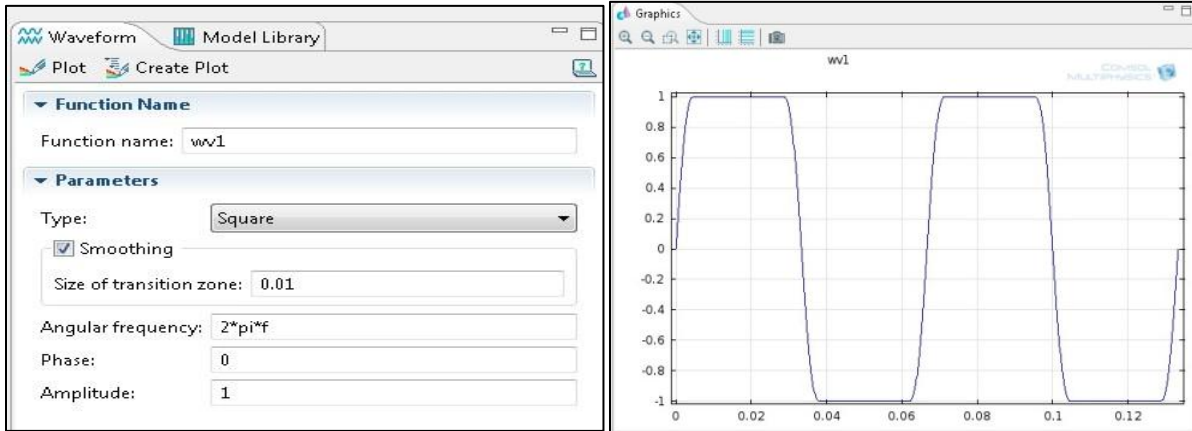 Waveform Model Library
Plot Create Plot
Function Name
Function name: wv1
Parameters
Type: Square
Smoothing
Size of transition zone: 0.01
Angular frequency: 2*pi*f
Phase: 0
Amplitude: 1
Graphics
wv1
COMSOL
MULTIPHYSICS
1
0.8
0.6
0.4
0.2
0
-0.2
-0.4
-0.6
-0.8
-1
0 0.02 0.04 0.06 0.08 0.1 0.12